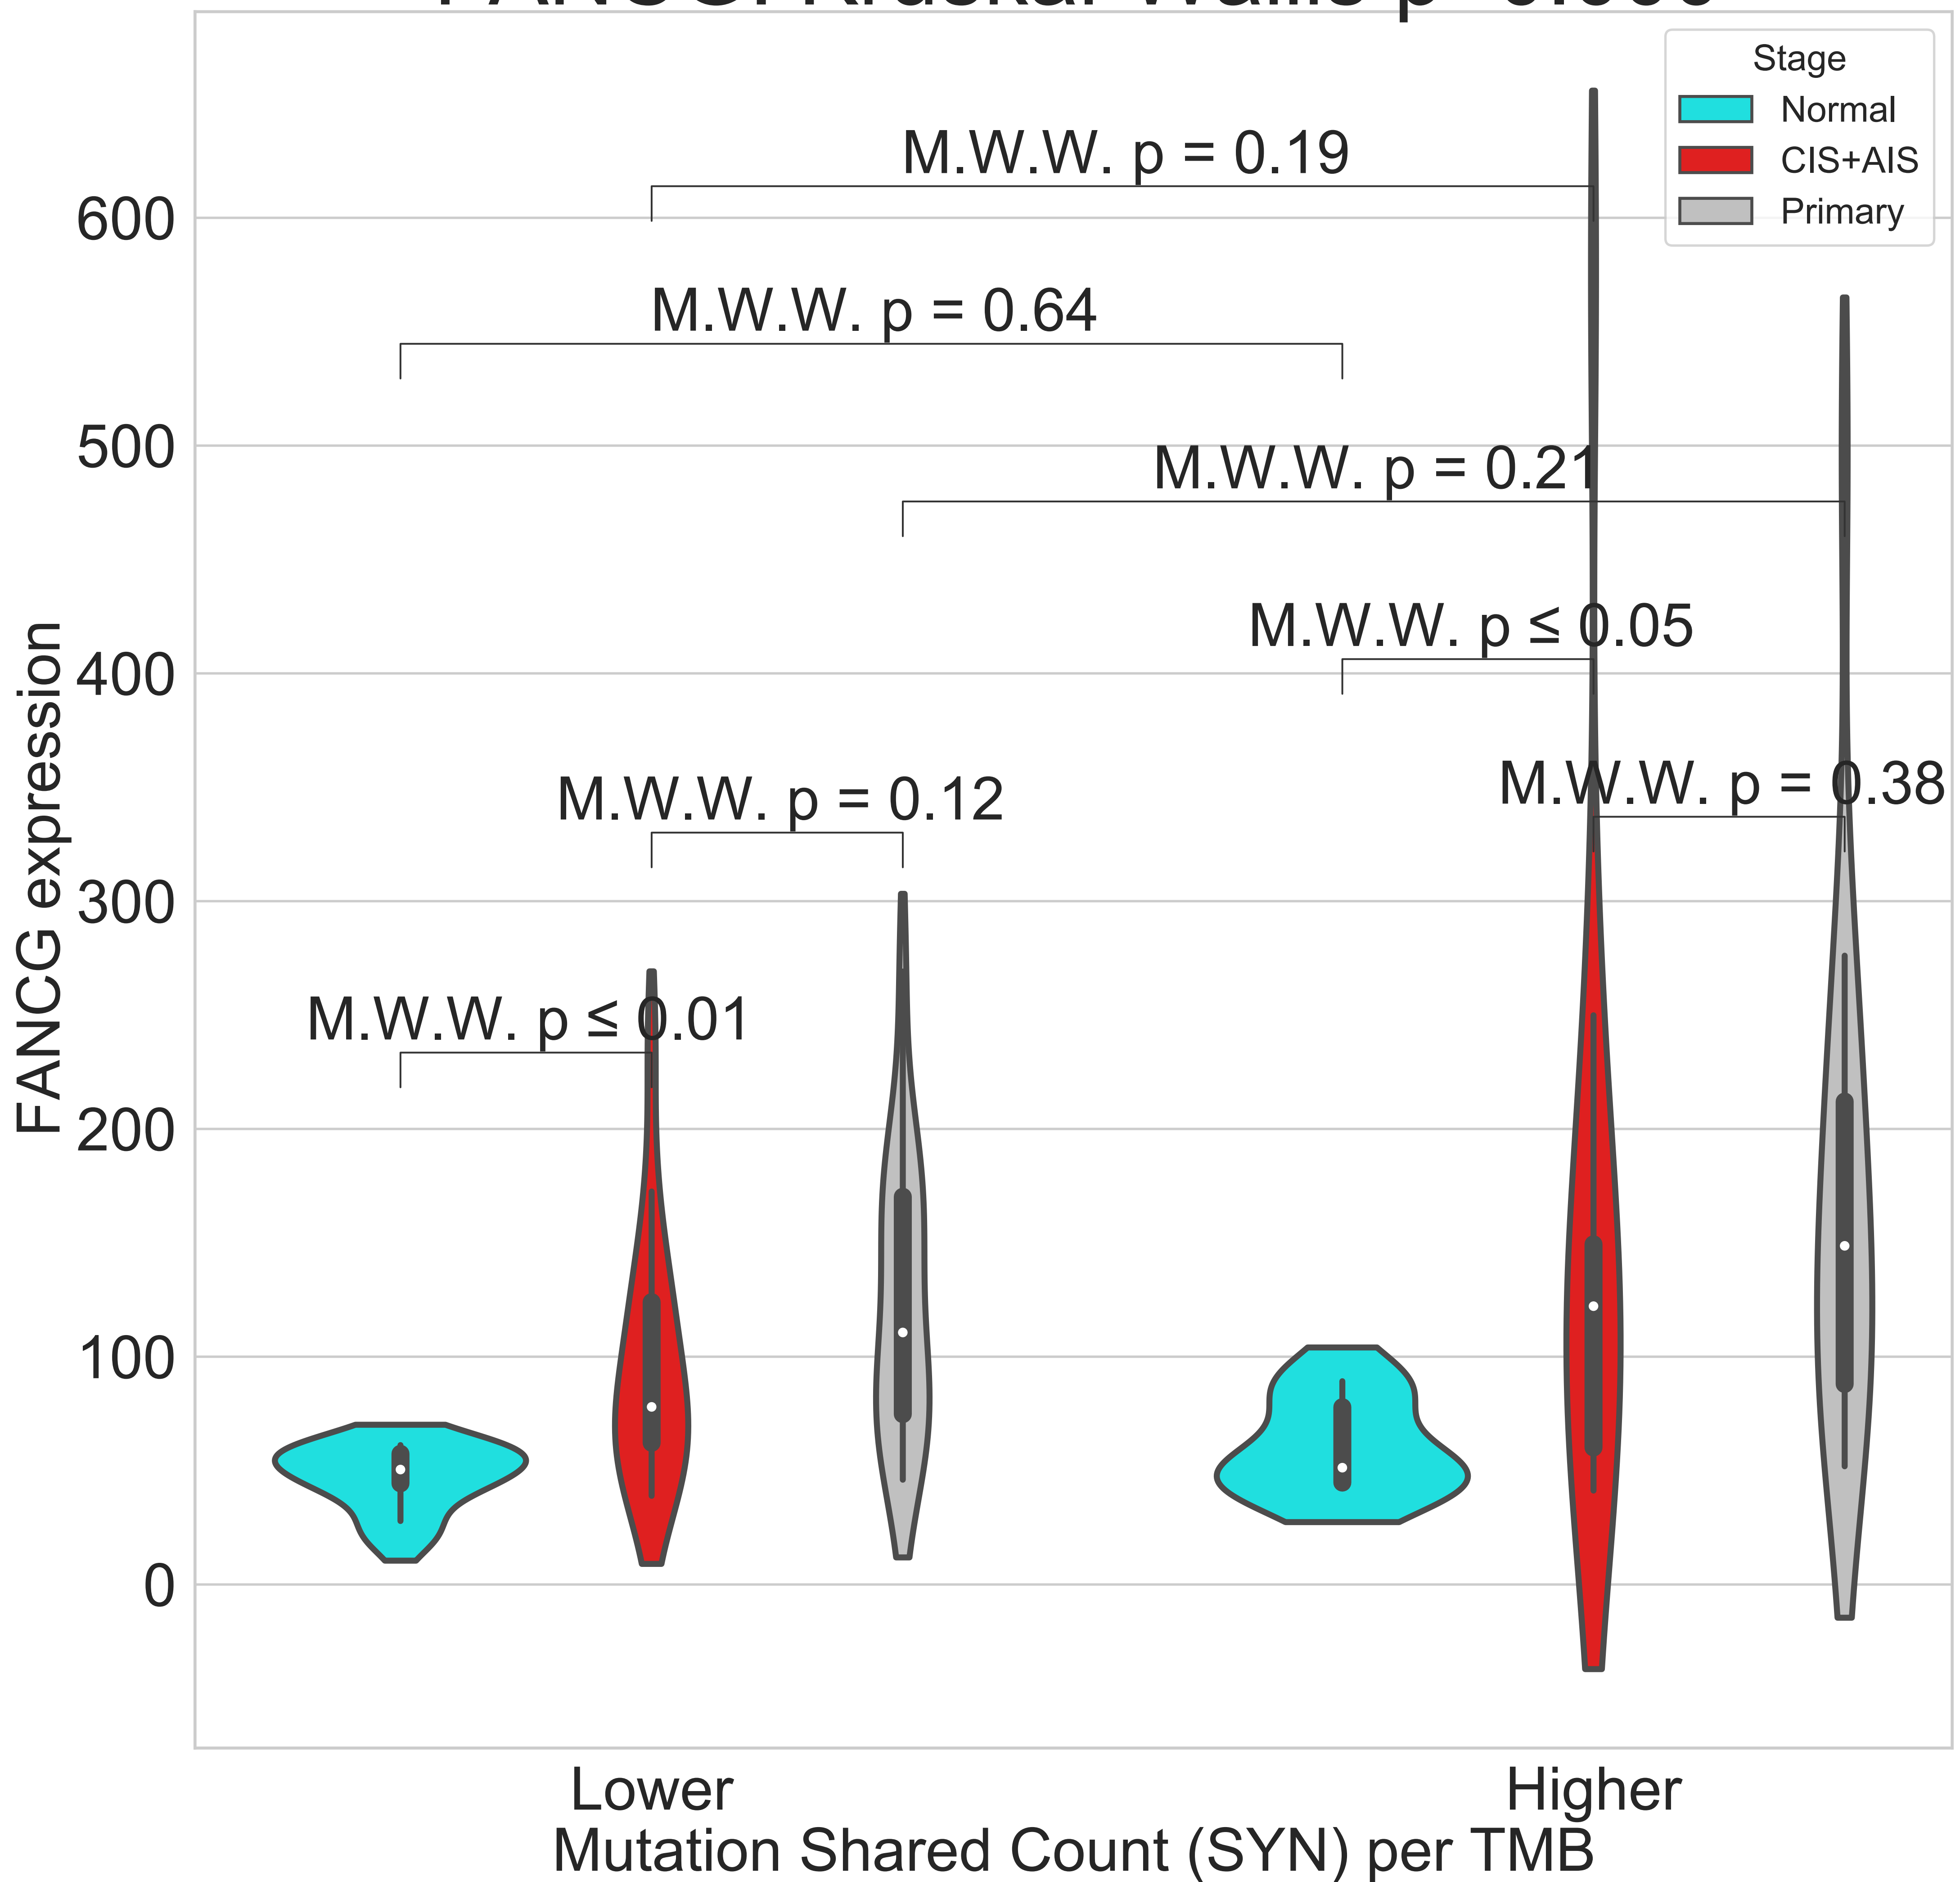 Stage
Normal
CIS+AIS
Primary
M.W.W. p = 0.19
600
M.W.W. p = 0.64
500
M.W.W. p = 0.21
M.W.W. p ≤ 0.05
400
M.W.W. p = 0.38
M.W.W. p = 0.12
300
M.W.W. p ≤ 0.01
200
100
0
FANCG expression
Lower
Higher
Mutation Shared Count (SYN) per TMB